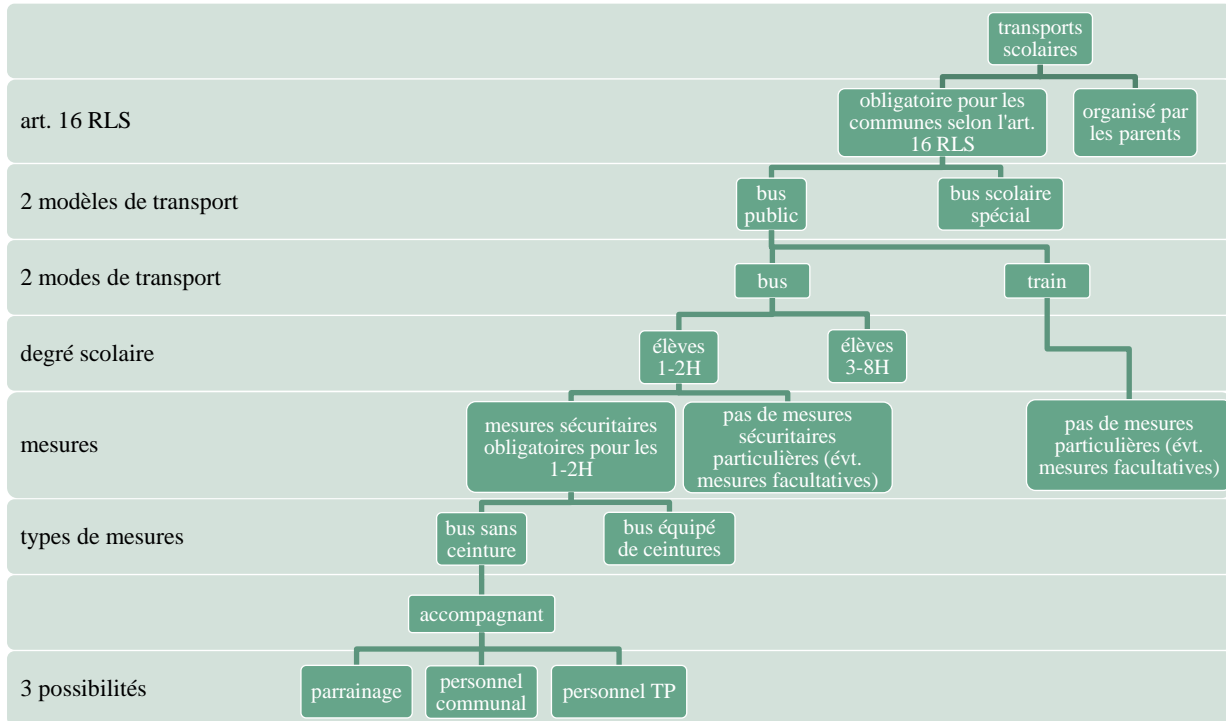 transports
scolaires
art. 16 RLS
obligatoire pour les
communes selon l'art.
16 RLS
organisé par
les parents
2 modèles de transport
bus
public
bus scolaire
spécial
2 modes de transport
bus
train
degré scolaire
élèves
1-2H
élèves
3-8H
mesures
mesures sécuritaires
obligatoires pour les
1-2H
pas de mesures
sécuritaires
particulières (évt.
mesures facultatives)
pas de mesures
particulières (évt.
mesures facultatives)
types de mesures
bus sans
ceinture
bus équipé
de ceintures
accompagnant
3 possibilités
parrainage
personnel
communal
personnel TP